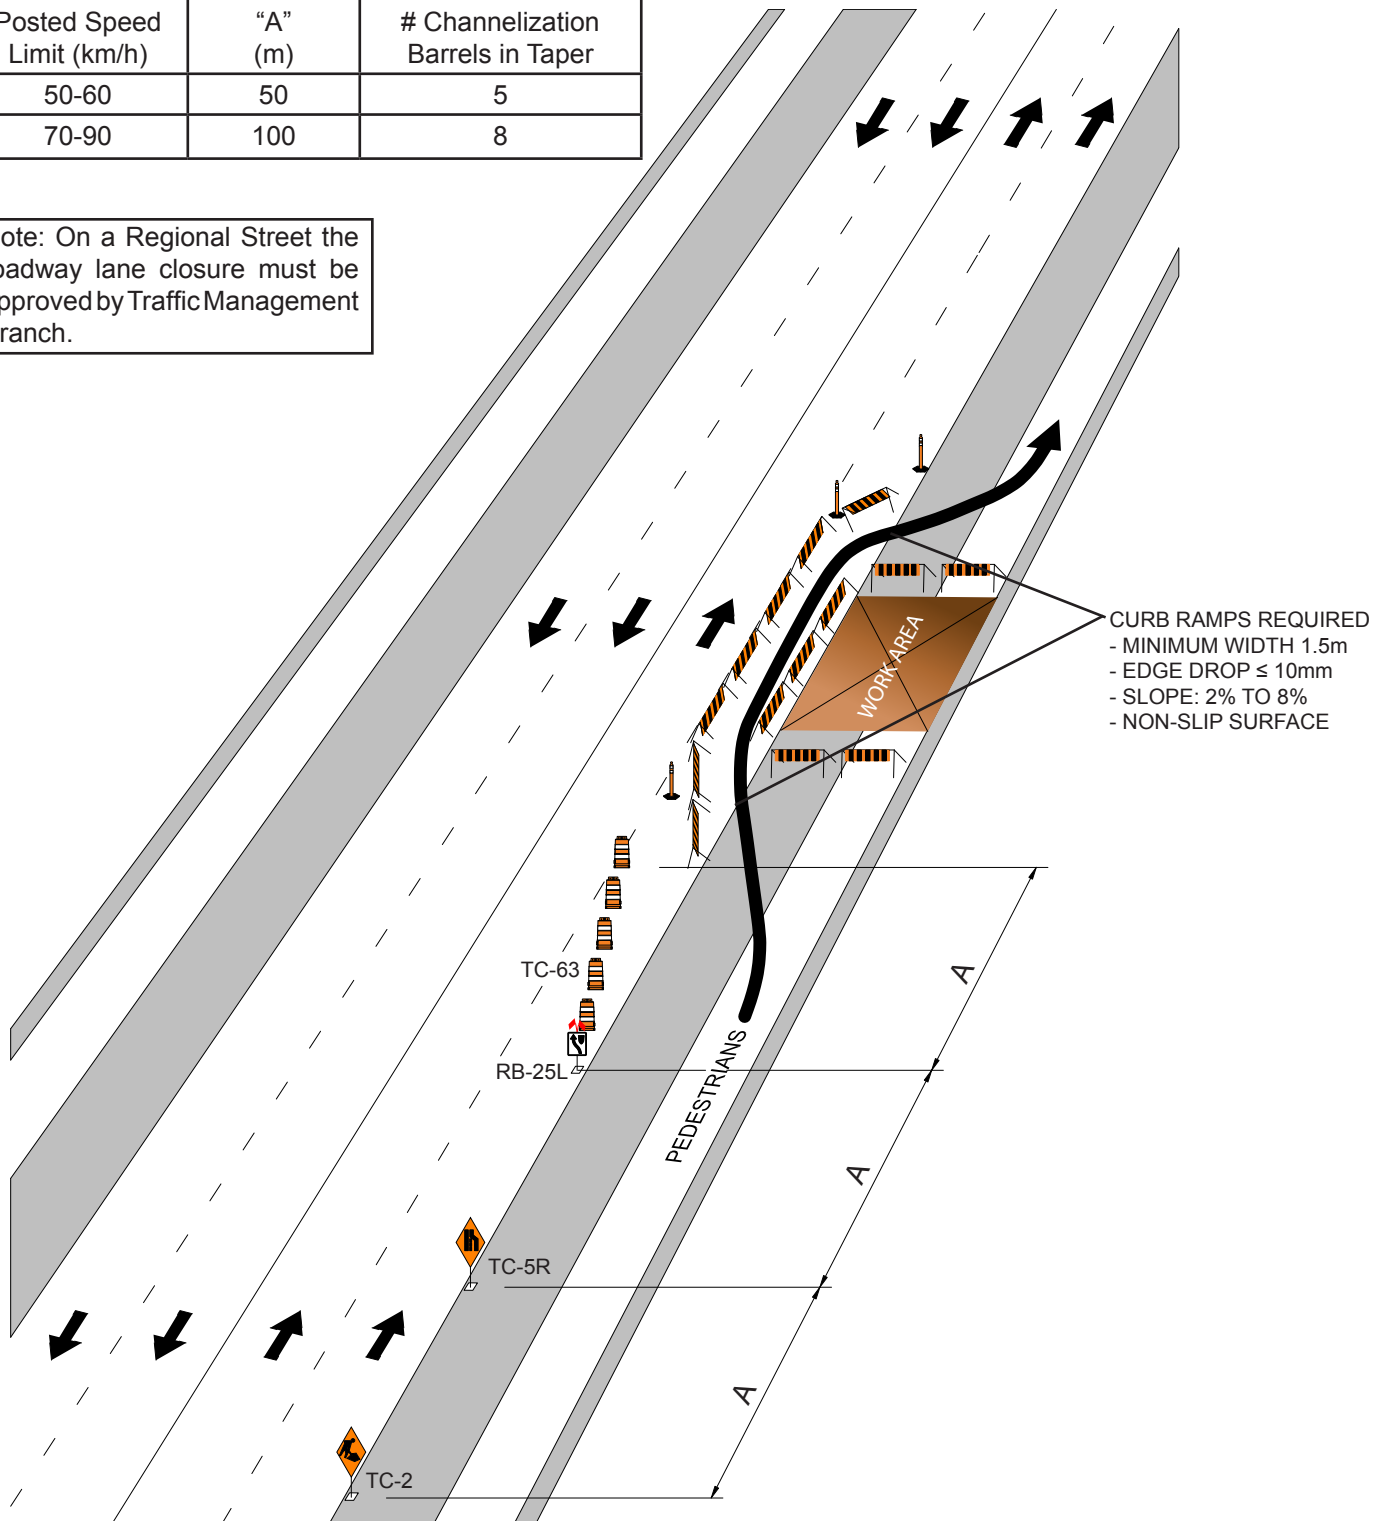 Posted Speed
Limit (km/h)
“A”
(m)
# Channelization
Barrels in Taper
50-60
50
5
70-90
100
8
ote: On a Regional Street the
oadway lane closure must be
pproved by Traffic Management
ranch.
WORK AREA
CURB RAMPS REQUIRED
- MINIMUM WIDTH 1.5m
- EDGE DROP ≤ 10mm
- SLOPE: 2% TO 8%
- NON-SLIP SURFACE
TC-63
A
RB-25L
PEDESTRIANS
A
TC-5R
A
TC-2